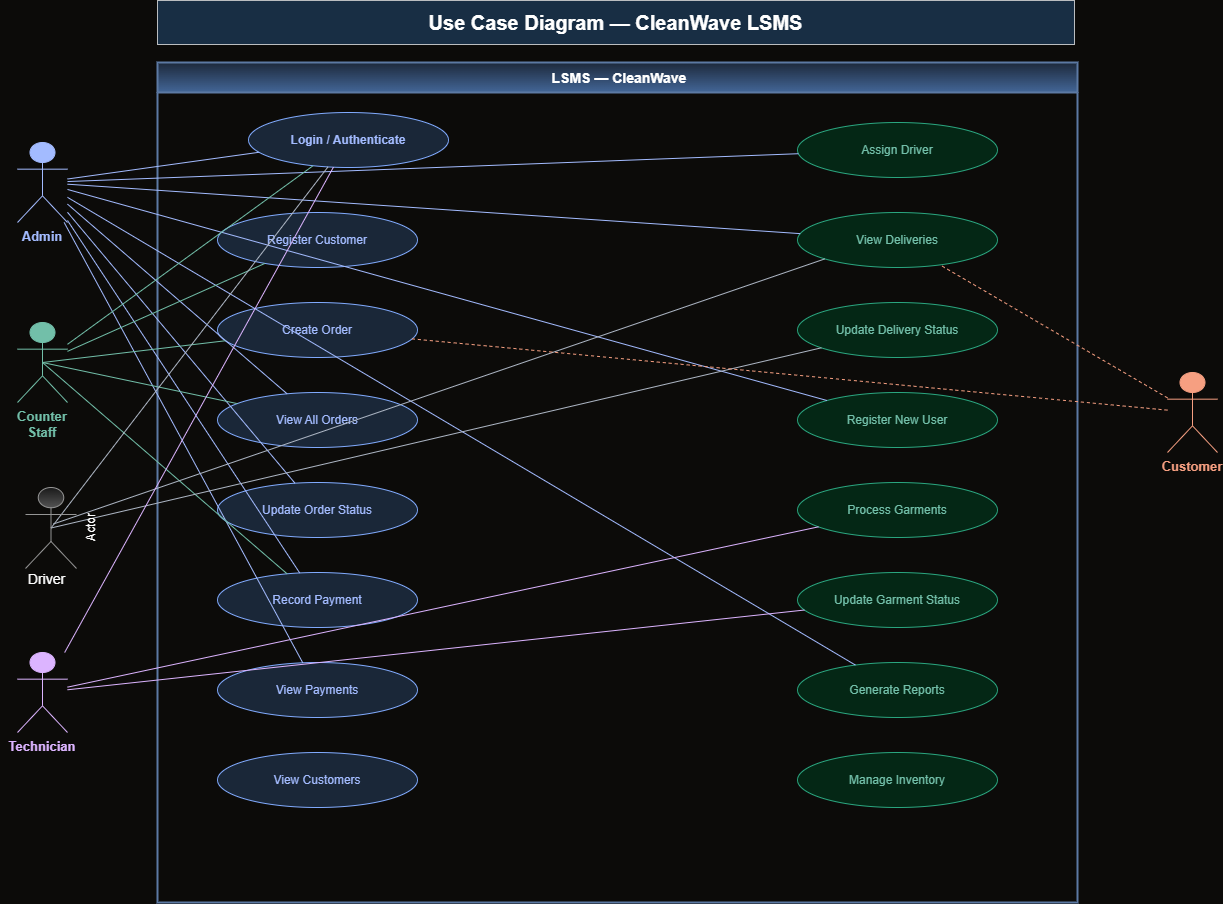 Use Case Diagram — CleanWave LSMS
LSMS — CleanWave
Login / Authenticate
Assign Driver
Admin
Register Customer
View Deliveries
Create Order
Update Delivery Status
Counter
Staff
View All Orders
Register New User
Customer
Actor
Driver
Update Order Status
Process Garments
Record Payment
Update Garment Status
Technician
View Payments
Generate Reports
View Customers
Manage Inventory